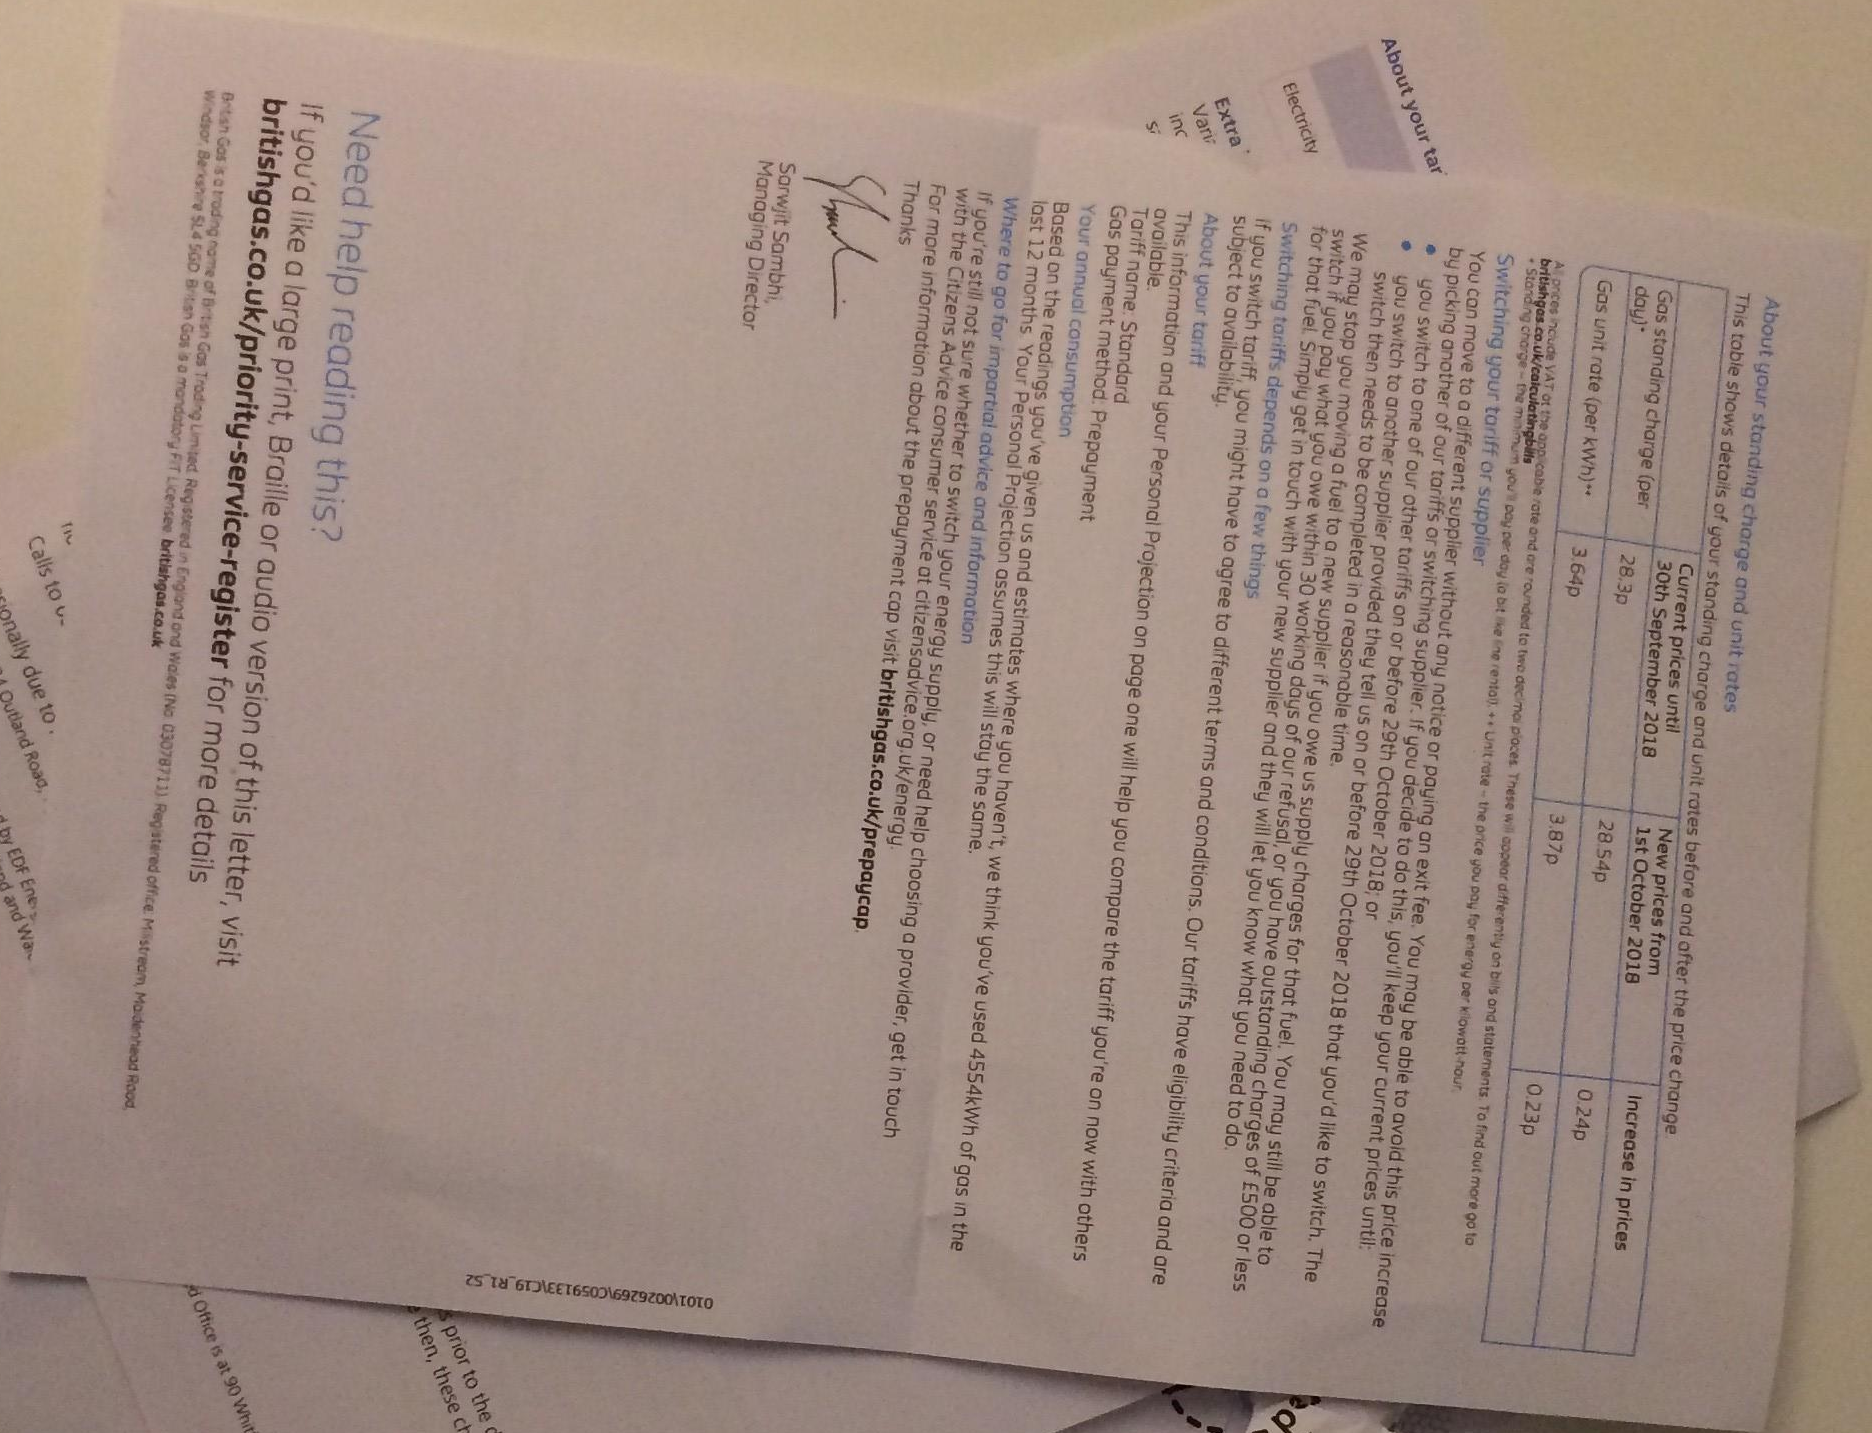 About your standing charge and unit rates
This table shows details of your standing charge and unit rates before and after the price change
Current prices until
30th September 2018
New prices from
1st October 2018
Increase in prices
Gas standing charge (per
day)*
28.3p
28.54p
0.24p
Gas unit rate (per kWh)**
3.64p
3.87p
0.23p
All prices include VAT at the applicable rate and are rounded to two decimal places. These will appear differently on bills and statements. To find out more go to
britishgas.co.uk/calculatingbills
* Standing charge – the minimum you'll pay per day (a bit like line rental). ** Unit rate – the price you pay for energy per kilowatt-hour.
Switching your tariff or supplier
You can move to a different supplier without any notice or paying an exit fee. You may be able to avoid this price increase
by picking another of our tariffs or switching supplier. If you decide to do this, you'll keep your current prices until:
• you switch to one of our other tariffs on or before 29th October 2018; or
• you switch to another supplier provided they tell us on or before 29th October 2018 that you'd like to switch. The
switch then needs to be completed in a reasonable time.
We may stop you moving a fuel to a new supplier if you owe us supply charges for that fuel. You may still be able to
switch if you pay what you owe within 30 working days of our refusal, or you have outstanding charges of £500 or less
for that fuel. Simply get in touch with your new supplier and they will let you know what you need to do.
Switching tariffs depends on a few things
If you switch tariff, you might have to agree to different terms and conditions. Our tariffs have eligibility criteria and are
subject to availability.
About your tariff
This information and your Personal Projection on page one will help you compare the tariff you're on now with others
available.
Tariff name: Standard
Gas payment method: Prepayment
Your annual consumption
Based on the readings you've given us and estimates where you haven't, we think you've used 4554kWh of gas in the
last 12 months. Your Personal Projection assumes this will stay the same.
Where to go for impartial advice and information
If you're still not sure whether to switch your energy supply, or need help choosing a provider, get in touch
with the Citizens Advice consumer service at citizensadvice.org.uk/energy.
For more information about the prepayment cap visit britishgas.co.uk/prepaycap.
Thanks
Sarwjit Sambhi,
Managing Director
0101\00262692\C059133\C19_R1_S2
Need help reading this?
If you'd like a large print, Braille or audio version of this letter, visit
britishgas.co.uk/priority-service-register for more details
British Gas is a trading name of British Gas Trading Limited. Registered in England and Wales (No. 03078711). Registered office: Millstream, Maidenhead Road,
Windsor, Berkshire SL4 5GD. British Gas is a mandatory FIT Licensee britishgas.co.uk
About your tar
Electricity
Extra
Vari
inc
si
Calls to
onally due to
Outland Road,
by EDF Ener
and Wa
prior to the
then, these ch
Office is at 90 Whit